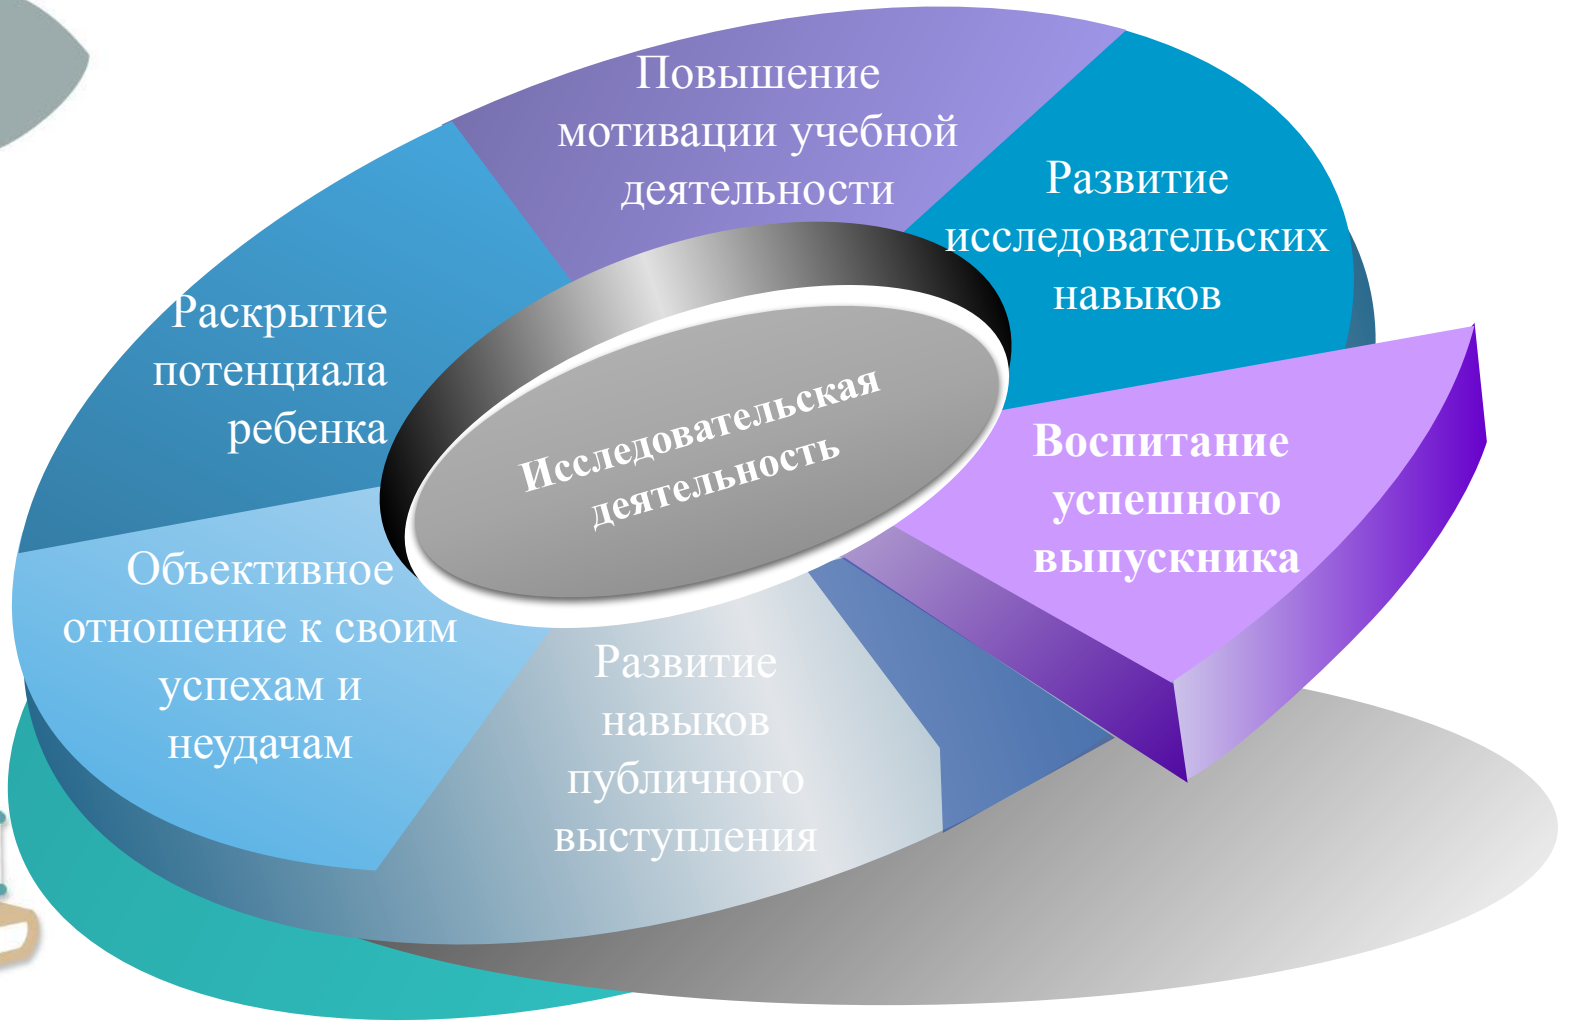 Повышение
мотивации учебной
деятельности
Развитие
исследовательских
навыков
Раскрытие
потенциала
ребенка
Исследовательская
деятельность
Воспитание
успешного
выпускника
Объективное
отношение к своим
успехам и
неудачам
Развитие
навыков
публичного
выступления